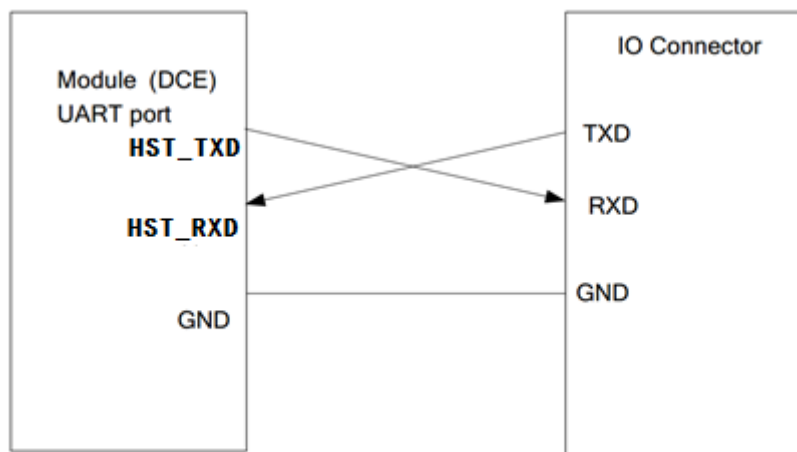 Module (DCE)
UART port
HST_TXD
HST_RXD
GND
IO Connector
TXD
RXD
GND